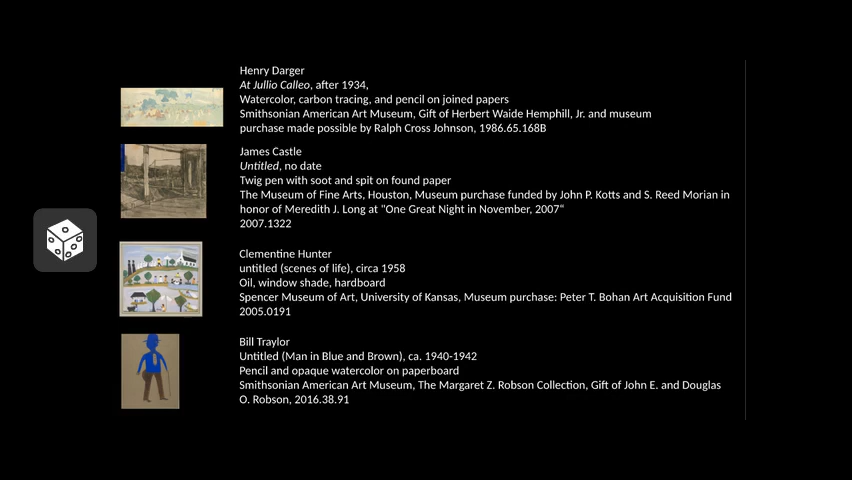 Henry Darger
At Jullio Calleo, after 1934,
Watercolor, carbon tracing, and pencil on joined papers
Smithsonian American Art Museum, Gift of Herbert Waide Hemphill, Jr. and museum
purchase made possible by Ralph Cross Johnson, 1986.65.168B
James Castle
Untitled, no date
Twig pen with soot and spit on found paper
The Museum of Fine Arts, Houston, Museum purchase funded by John P. Kotts and S. Reed Morian in
honor of Meredith J. Long at "One Great Night in November, 2007"
2007.1322
Clementine Hunter
untitled (scenes of life), circa 1958
Oil, window shade, hardboard
Spencer Museum of Art, University of Kansas, Museum purchase: Peter T. Bohan Art Acquisition Fund
2005.0191
Bill Traylor
Untitled (Man in Blue and Brown), ca. 1940-1942
Pencil and opaque watercolor on paperboard
Smithsonian American Art Museum, The Margaret Z. Robson Collection, Gift of John E. and Douglas
O. Robson, 2016.38.91